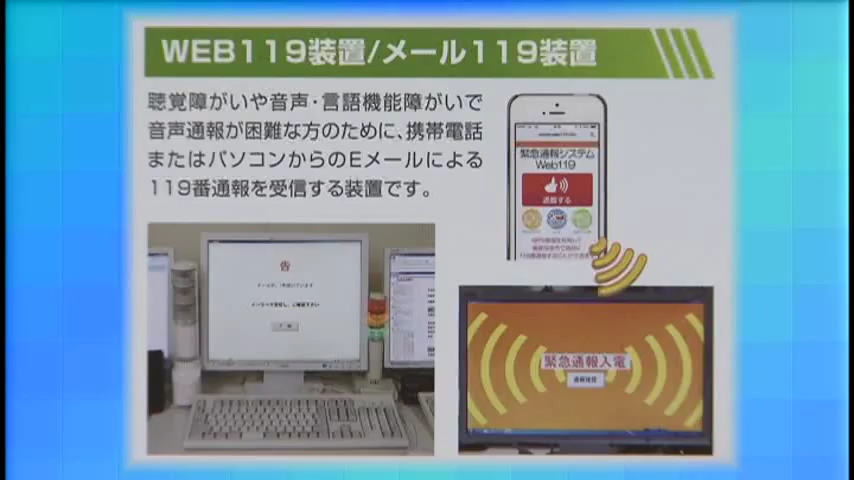 WEB119装置/メール119装置
聴覚障がいや音声・言語機能障がいで
音声通報が困難な方のために、携帯電話
またはパソコンからのEメールによる
119番通報を受信する装置です。
緊急通報システム
Web119
通報する
告
緊急通報入電